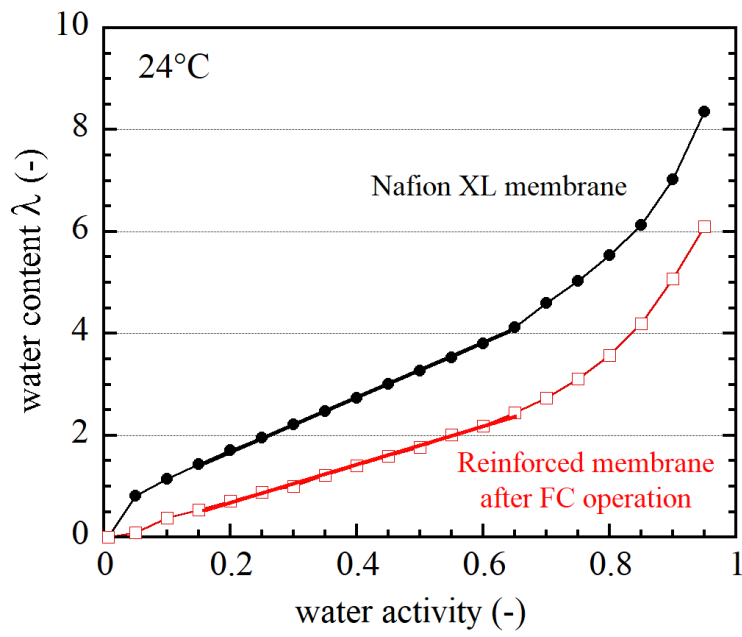 10
24°C
8
Nafion XL membrane
6
water content λ (-)
4
2
Reinforced membrane
after FC operation
0
0
0.2
0.4
0.6
0.8
1
water activity (-)